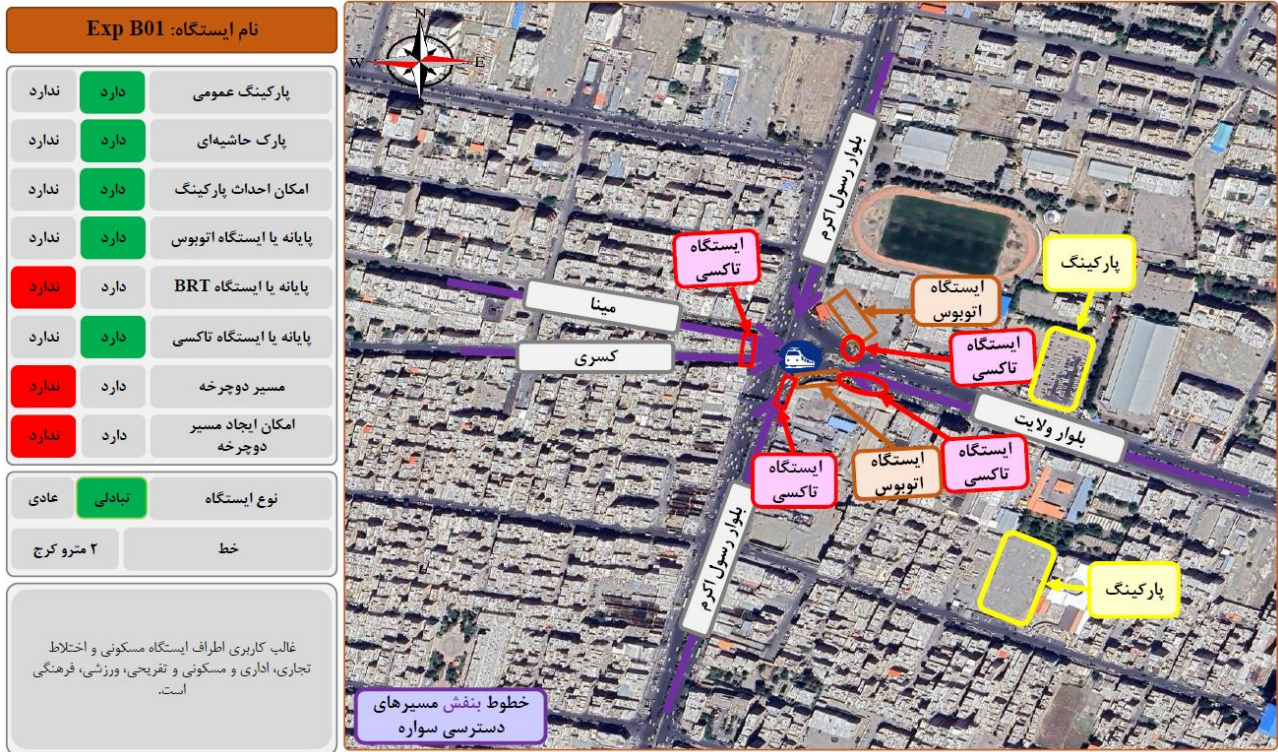 نام ایستگاه: Exp B01
پارکینگ عمومی دارد ندارد
پارک حاشیه‌ای دارد ندارد
امکان احداث پارکینگ دارد ندارد
پایانه یا ایستگاه اتوبوس دارد ندارد
پایانه یا ایستگاه BRT دارد ندارد
پایانه یا ایستگاه تاکسی دارد ندارد
مسیر دوچرخه دارد ندارد
امکان ایجاد مسیر
دوچرخه دارد ندارد
نوع ایستگاه تبادلی عادی
خط ۲ مترو کرج
غالب کاربری اطراف ایستگاه مسکونی و اختلاط
تجاری، اداری و مسکونی و تفریحی، ورزشی، فرهنگی
است.
N
W
E
S
بلوار رسول اکرم
ایستگاه
تاکسی
پارکینگ
ایستگاه
اتوبوس
مینا
کسری
ایستگاه
تاکسی
بلوار ولایت
ایستگاه
تاکسی
ایستگاه
اتوبوس
ایستگاه
تاکسی
بلوار رسول اکرم
پارکینگ
خطوط بنفش مسیرهای
دسترسی سواره